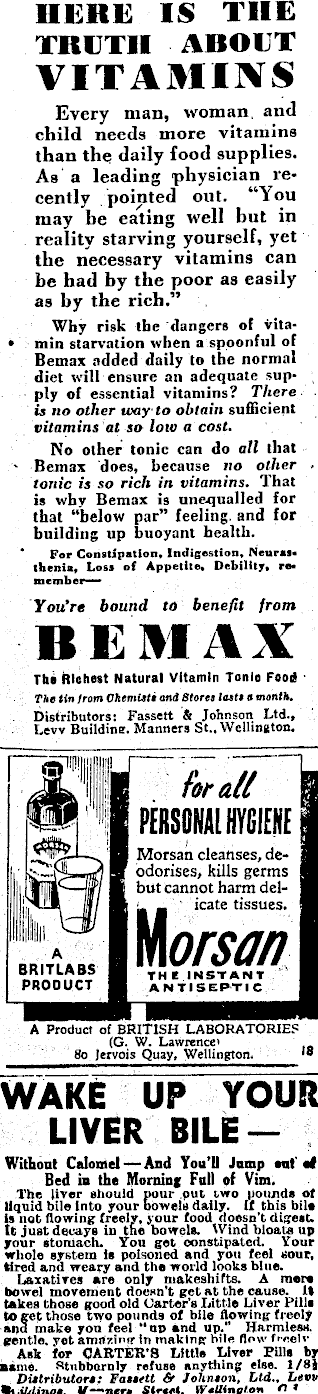 HERE IS THE
TRUTH ABOUT
VITAMINS
Every man, woman and
child needs more vitamins
than the daily food supplies.
As a leading physician re-
cently pointed out. “You
may be eating well but in
reality starving yourself, yet
the necessary vitamins can
be had by the poor as easily
as by the rich.”
Why risk the dangers of vita-
min starvation when a spoonful of
Bemax added daily to the normal
diet will ensure an adequate sup-
ply of essential vitamins? There
is no other way to obtain sufficient
vitamins at so low a cost.
No other tonic can do all that
Bemax does, because no other
tonic is so rich in vitamins. That
is why Bemax is unequalled for
that “below par” feeling and for
building up buoyant health.
For Constipation, Indigestion, Neuras-
thenia, Loss of Appetite, Debility, re-
member—
You're bound to benefit from
BEMAX
The Richest Natural Vitamin Tonic Food
The tin from Chemists and Stores lasts a month.
Distributors: Fassett & Johnson Ltd.,
Levy Building, Manners St., Wellington.
for all
PERSONAL HYGIENE
Morsan cleanses, de-
odorises, kills germs
but cannot harm del-
icate tissues.
Morsan
THE INSTANT
ANTISEPTIC
A
BRITLABS
PRODUCT
A Product of BRITISH LABORATORIES
(G. W. Lawrence)
80 Jervois Quay, Wellington.
18
WAKE UP YOUR
LIVER BILE—
Without Calomel—And You'll Jump out of
Bed in the Morning Full of Vim.
The liver should pour out two pounds of
liquid bile into your bowels daily. If this bile
is not flowing freely, your food doesn't digest.
It just decays in the bowels. Wind bloats up
your stomach. You get constipated. Your
whole system is poisoned and you feel sour,
tired and weary and the world looks blue.
Laxatives are only makeshifts. A mere
bowel movement doesn't get at the cause. It
takes those good old Carter's Little Liver Pills
to get those two pounds of bile flowing freely
and make you feel “up and up.” Harmless,
gentle, yet amazing in making bile flow freely
Ask for CARTER'S Little Liver Pills by
name. Stubbornly refuse anything else. 1/8½
Distributors: Fassett & Johnson, Ltd., Levy
Buildings, Manners Street, Wellington